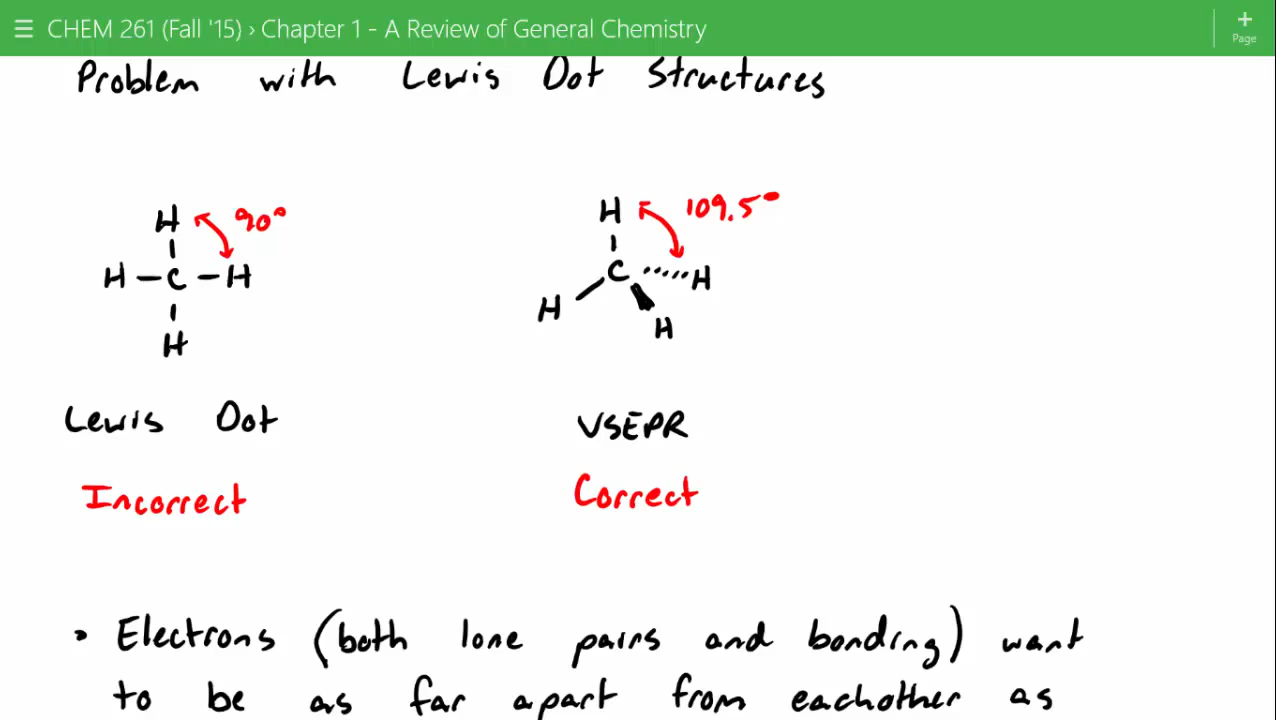 ☰ CHEM 261 (Fall '15) › Chapter 1 - A Review of General Chemistry
+
Page
Problem with Lewis Dot Structures
H 90°
H - C - H
H
H 109.5°
C H
H
H
Lewis Dot
VSEPR
Incorrect
Correct
• Electrons (both lone pairs and bonding) want
to be as far apart from eachother as